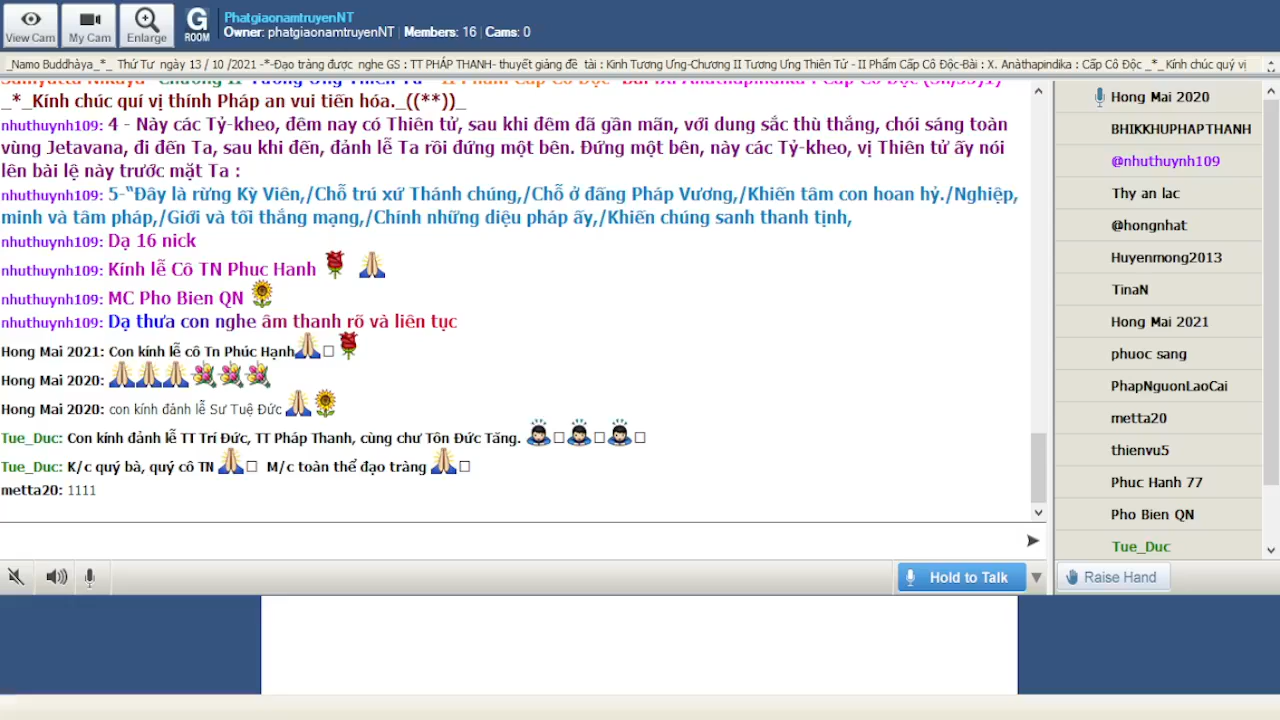 View Cam
My Cam
Enlarge
G
ROOM
PhatgiaonamtruyenNT
Owner: phatgiaonamtruyenNT | Members: 16 | Cams: 0
_Namo Buddhàya_*_ Thứ Tư ngày 13 / 10 /2021 -*-Đạo tràng được nghe GS : TT PHÁP THANH- thuyết giảng đề tài : Kinh Tương Ưng-Chương II Tương Ưng Thiên Tử - II Phẩm Cấp Cô Độc-Bài : X. Anàthapindika : Cấp Cô Độc _*_Kính chúc quý vị
_*_Kính chúc quí vị thính Pháp an vui tiến hóa._((**))_
nhuthuynh109: 4 - Này các Tỷ-kheo, đêm nay có Thiên tử, sau khi đêm đã gần mãn, với dung sắc thù thắng, chói sáng toàn
vùng Jetavana, đi đến Ta, sau khi đến, đảnh lễ Ta rồi đứng một bên. Đứng một bên, này các Tỷ-kheo, vị Thiên tử ấy nói
lên bài lệ này trước mặt Ta :
nhuthuynh109: 5-“Đây là rừng Kỳ Viên,/Chỗ trú xứ Thánh chúng,/Chỗ ở đấng Pháp Vương,/Khiến tâm con hoan hỷ./Nghiệp,
minh và tâm pháp,/Giới và tối thắng mạng,/Chính những diệu pháp ấy,/Khiến chúng sanh thanh tịnh,
nhuthuynh109: Dạ 16 nick
nhuthuynh109: Kính lễ Cô TN Phuc Hanh
nhuthuynh109: MC Pho Bien QN
nhuthuynh109: Dạ thưa con nghe âm thanh rõ và liên tục
Hong Mai 2021: Con kính lễ cô Tn Phúc Hạnh
Hong Mai 2020:
Hong Mai 2020: con kính đảnh lễ Sư Tuệ Đức
Tue_Duc: Con kính đảnh lễ TT Trí Đức, TT Pháp Thanh, cùng chư Tôn Đức Tăng.
Tue_Duc: K/c quý bà, quý cô TN M/c toàn thể đạo tràng
metta20: 1111
Hold to Talk
Hong Mai 2020
BHIKKHUPHAPTHANH
@nhuthuynh109
Thy an lac
@hongnhat
Huyenmong2013
TinaN
Hong Mai 2021
phuoc sang
PhapNguonLaoCai
metta20
thienvu5
Phuc Hanh 77
Pho Bien QN
Tue_Duc
Raise Hand